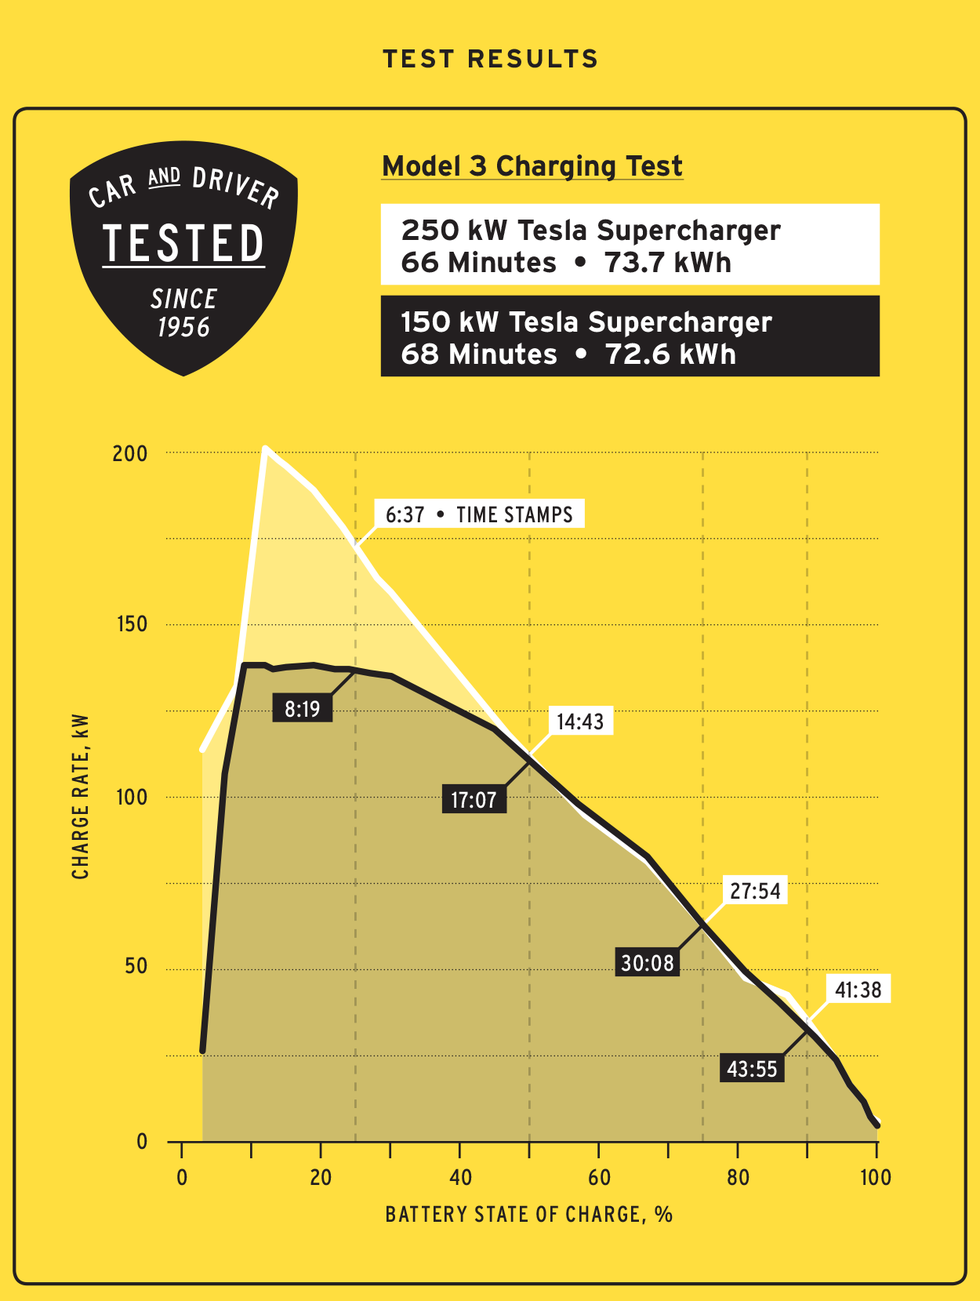 TEST RESULTS
CAR AND DRIVER
TESTED
SINCE
1956
Model 3 Charging Test
250 kW Tesla Supercharger
66 Minutes • 73.7 kWh
150 kW Tesla Supercharger
68 Minutes • 72.6 kWh
CHARGE RATE, kW
200
150
100
50
0
6:37 • TIME STAMPS
8:19
14:43
17:07
27:54
30:08
41:38
43:55
0 20 40 60 80 100
BATTERY STATE OF CHARGE, %